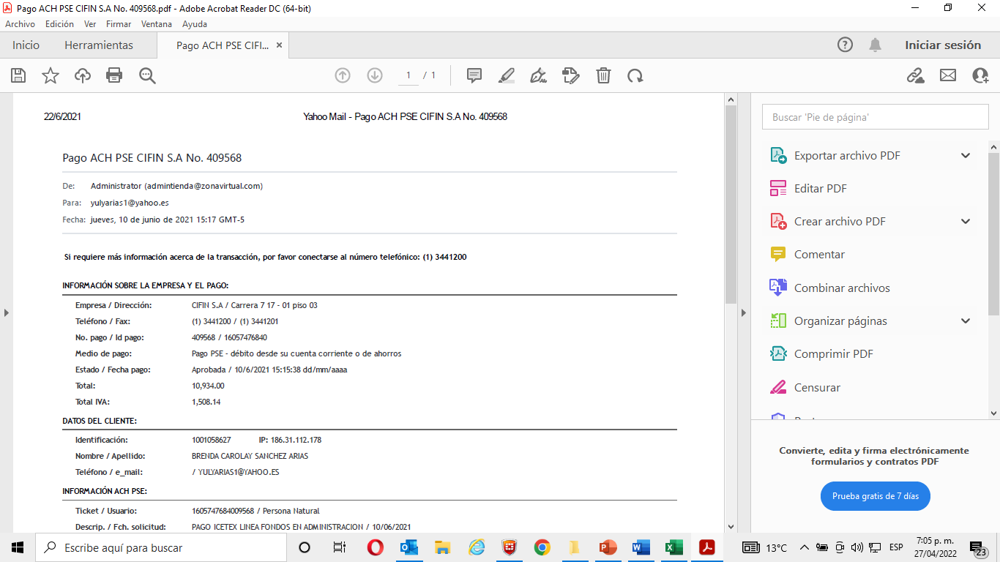 Pago ACH PSE CIFIN S.A No. 409568.pdf - Adobe Acrobat Reader DC (64-bit)
Archivo Edición Ver Firmar Ventana Ayuda
Inicio Herramientas Pago ACH PSE CIFI... × Iniciar sesión
1 / 1
22/6/2021 Yahoo Mail - Pago ACH PSE CIFIN S.A No. 409568
Pago ACH PSE CIFIN S.A No. 409568
De: Administrator (admintienda@zonavirtual.com)
Para: yulyarias1@yahoo.es
Fecha: jueves, 10 de junio de 2021 15:17 GMT-5
Si requiere más información acerca de la transacción, por favor conectarse al número telefónico: (1) 3441200
INFORMACIÓN SOBRE LA EMPRESA Y EL PAGO:
Empresa / Dirección: CIFIN S.A / Carrera 7 17 - 01 piso 03
Teléfono / Fax: (1) 3441200 / (1) 3441201
No. pago / Id pago: 409568 / 16057476840
Medio de pago: Pago PSE - débito desde su cuenta corriente o de ahorros
Estado / Fecha pago: Aprobada / 10/6/2021 15:15:38 dd/mm/aaaa
Total: 10,934.00
Total IVA: 1,508.14
DATOS DEL CLIENTE:
Identificación: 1001058627 IP: 186.31.112.178
Nombre / Apellido: BRENDA CAROLAY SANCHEZ ARIAS
Teléfono / e_mail: / YULYARIAS1@YAHOO.ES
INFORMACIÓN ACH PSE:
Ticket / Usuario: 1605747684009568 / Persona Natural
Descrip. / Fch. solicitud: PAGO ICETEX LINEA FONDOS EN ADMINISTRACION / 10/06/2021
Buscar 'Pie de página'
Exportar archivo PDF
Editar PDF
Crear archivo PDF
Comentar
Combinar archivos
Organizar páginas
Comprimir PDF
Censurar
Convierte, edita y firma electrónicamente
formularios y contratos PDF
Prueba gratis de 7 días
Escribe aquí para buscar
13°C ESP 7:05 p. m.
27/04/2022
23